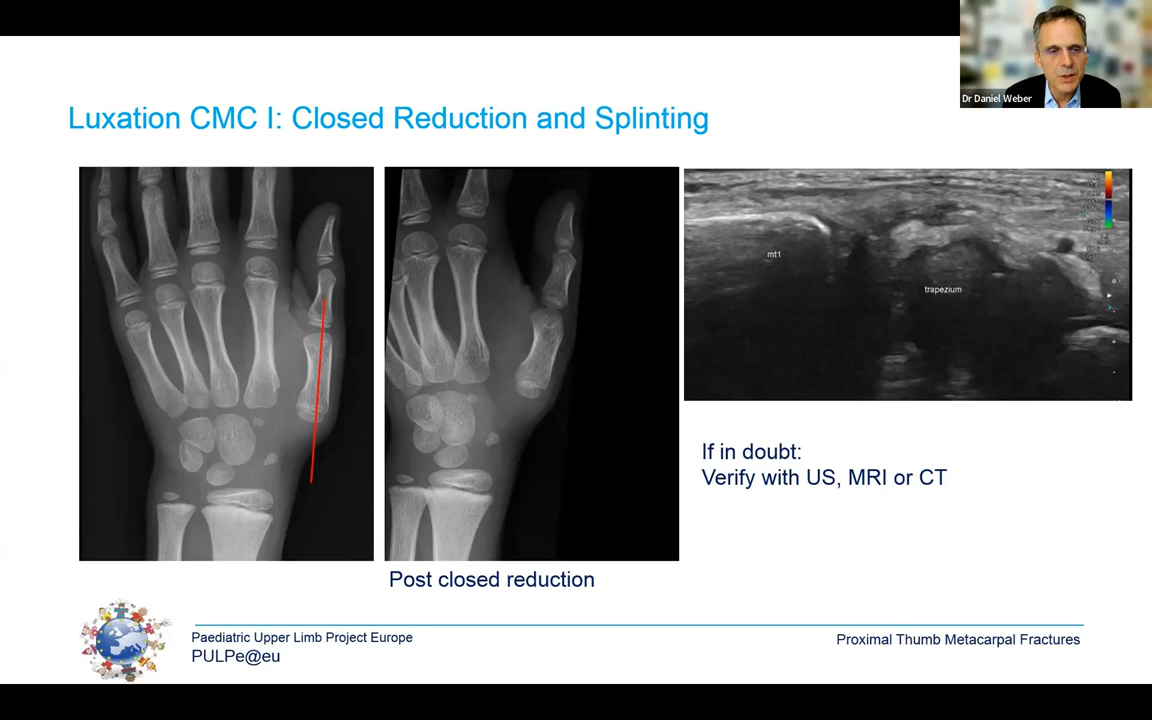 Dr Daniel Weber
Luxation CMC I: Closed Reduction and Splinting
mt1
trapezium
If in doubt:
Verify with US, MRI or CT
Post closed reduction
Paediatric Upper Limb Project Europe
PULPe@eu
Proximal Thumb Metacarpal Fractures